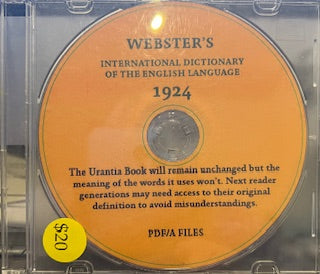 WEBSTER'S
INTERNATIONAL DICTIONARY
OF THE ENGLISH LANGUAGE
1924
The Urantia Book will remain unchanged but the
meaning of the words it uses won't. Next reader
generations may need access to their original
definition to avoid misunderstandings.
$20
PDF/A FILES